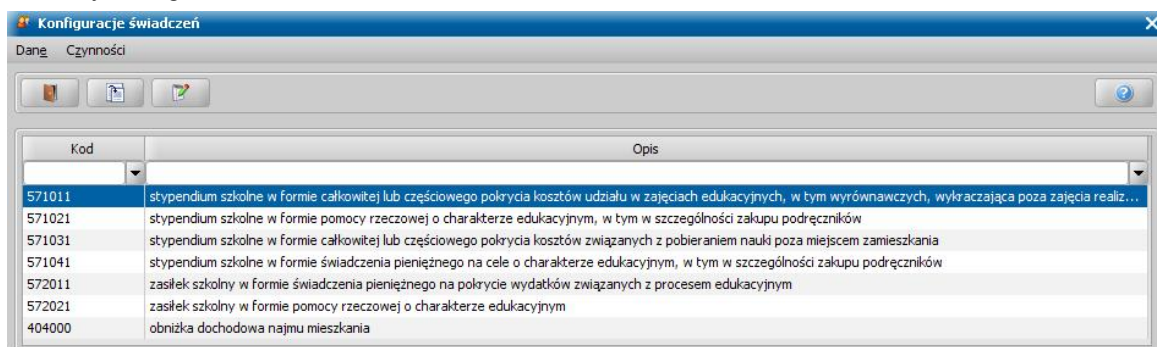 Konfiguracje świadczeń
Dane Czynności
Kod Opis
571011 stypendium szkolne w formie całkowitej lub częściowego pokrycia kosztów udziału w zajęciach edukacyjnych, w tym wyrównawczych, wykraczająca poza zajęcia realiz...
571021 stypendium szkolne w formie pomocy rzeczowej o charakterze edukacyjnym, w tym w szczególności zakupu podręczników
571031 stypendium szkolne w formie całkowitej lub częściowego pokrycia kosztów związanych z pobieraniem nauki poza miejscem zamieszkania
571041 stypendium szkolne w formie świadczenia pieniężnego na cele o charakterze edukacyjnym, w tym w szczególności zakupu podręczników
572011 zasiłek szkolny w formie świadczenia pieniężnego na pokrycie wydatków związanych z procesem edukacyjnym
572021 zasiłek szkolny w formie pomocy rzeczowej o charakterze edukacyjnym
404000 obniżka dochodowa najmu mieszkania